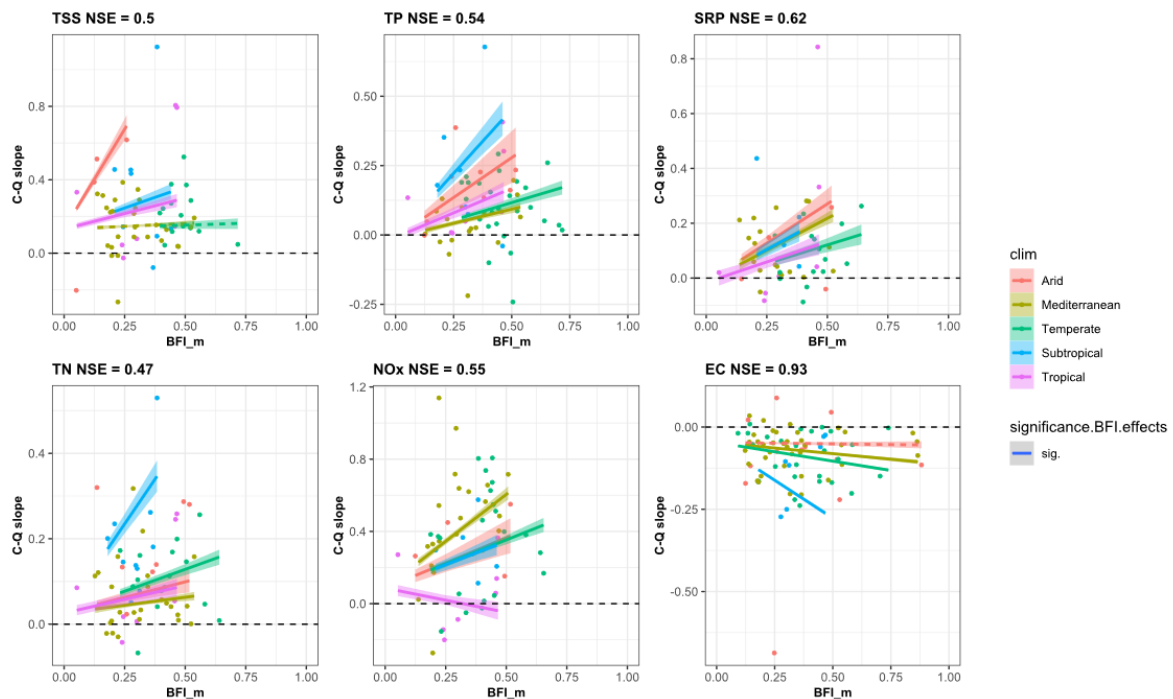 TSS NSE = 0.5
C-Q slope
0.8
0.4
0.0
0.00 0.25 0.50 0.75 1.00
BFI_m
TP NSE = 0.54
C-Q slope
0.50
0.25
0.00
-0.25
0.00 0.25 0.50 0.75 1.00
BFI_m
SRP NSE = 0.62
C-Q slope
0.8
0.6
0.4
0.2
0.0
0.00 0.25 0.50 0.75 1.00
BFI_m
TN NSE = 0.47
C-Q slope
0.4
0.2
0.0
0.00 0.25 0.50 0.75 1.00
BFI_m
NOx NSE = 0.55
C-Q slope
1.2
0.8
0.4
0.0
0.00 0.25 0.50 0.75 1.00
BFI_m
EC NSE = 0.93
C-Q slope
0.00
-0.25
-0.50
0.00 0.25 0.50 0.75 1.00
BFI_m
clim
Arid
Mediterranean
Temperate
Subtropical
Tropical
significance.BFI.effects
sig.